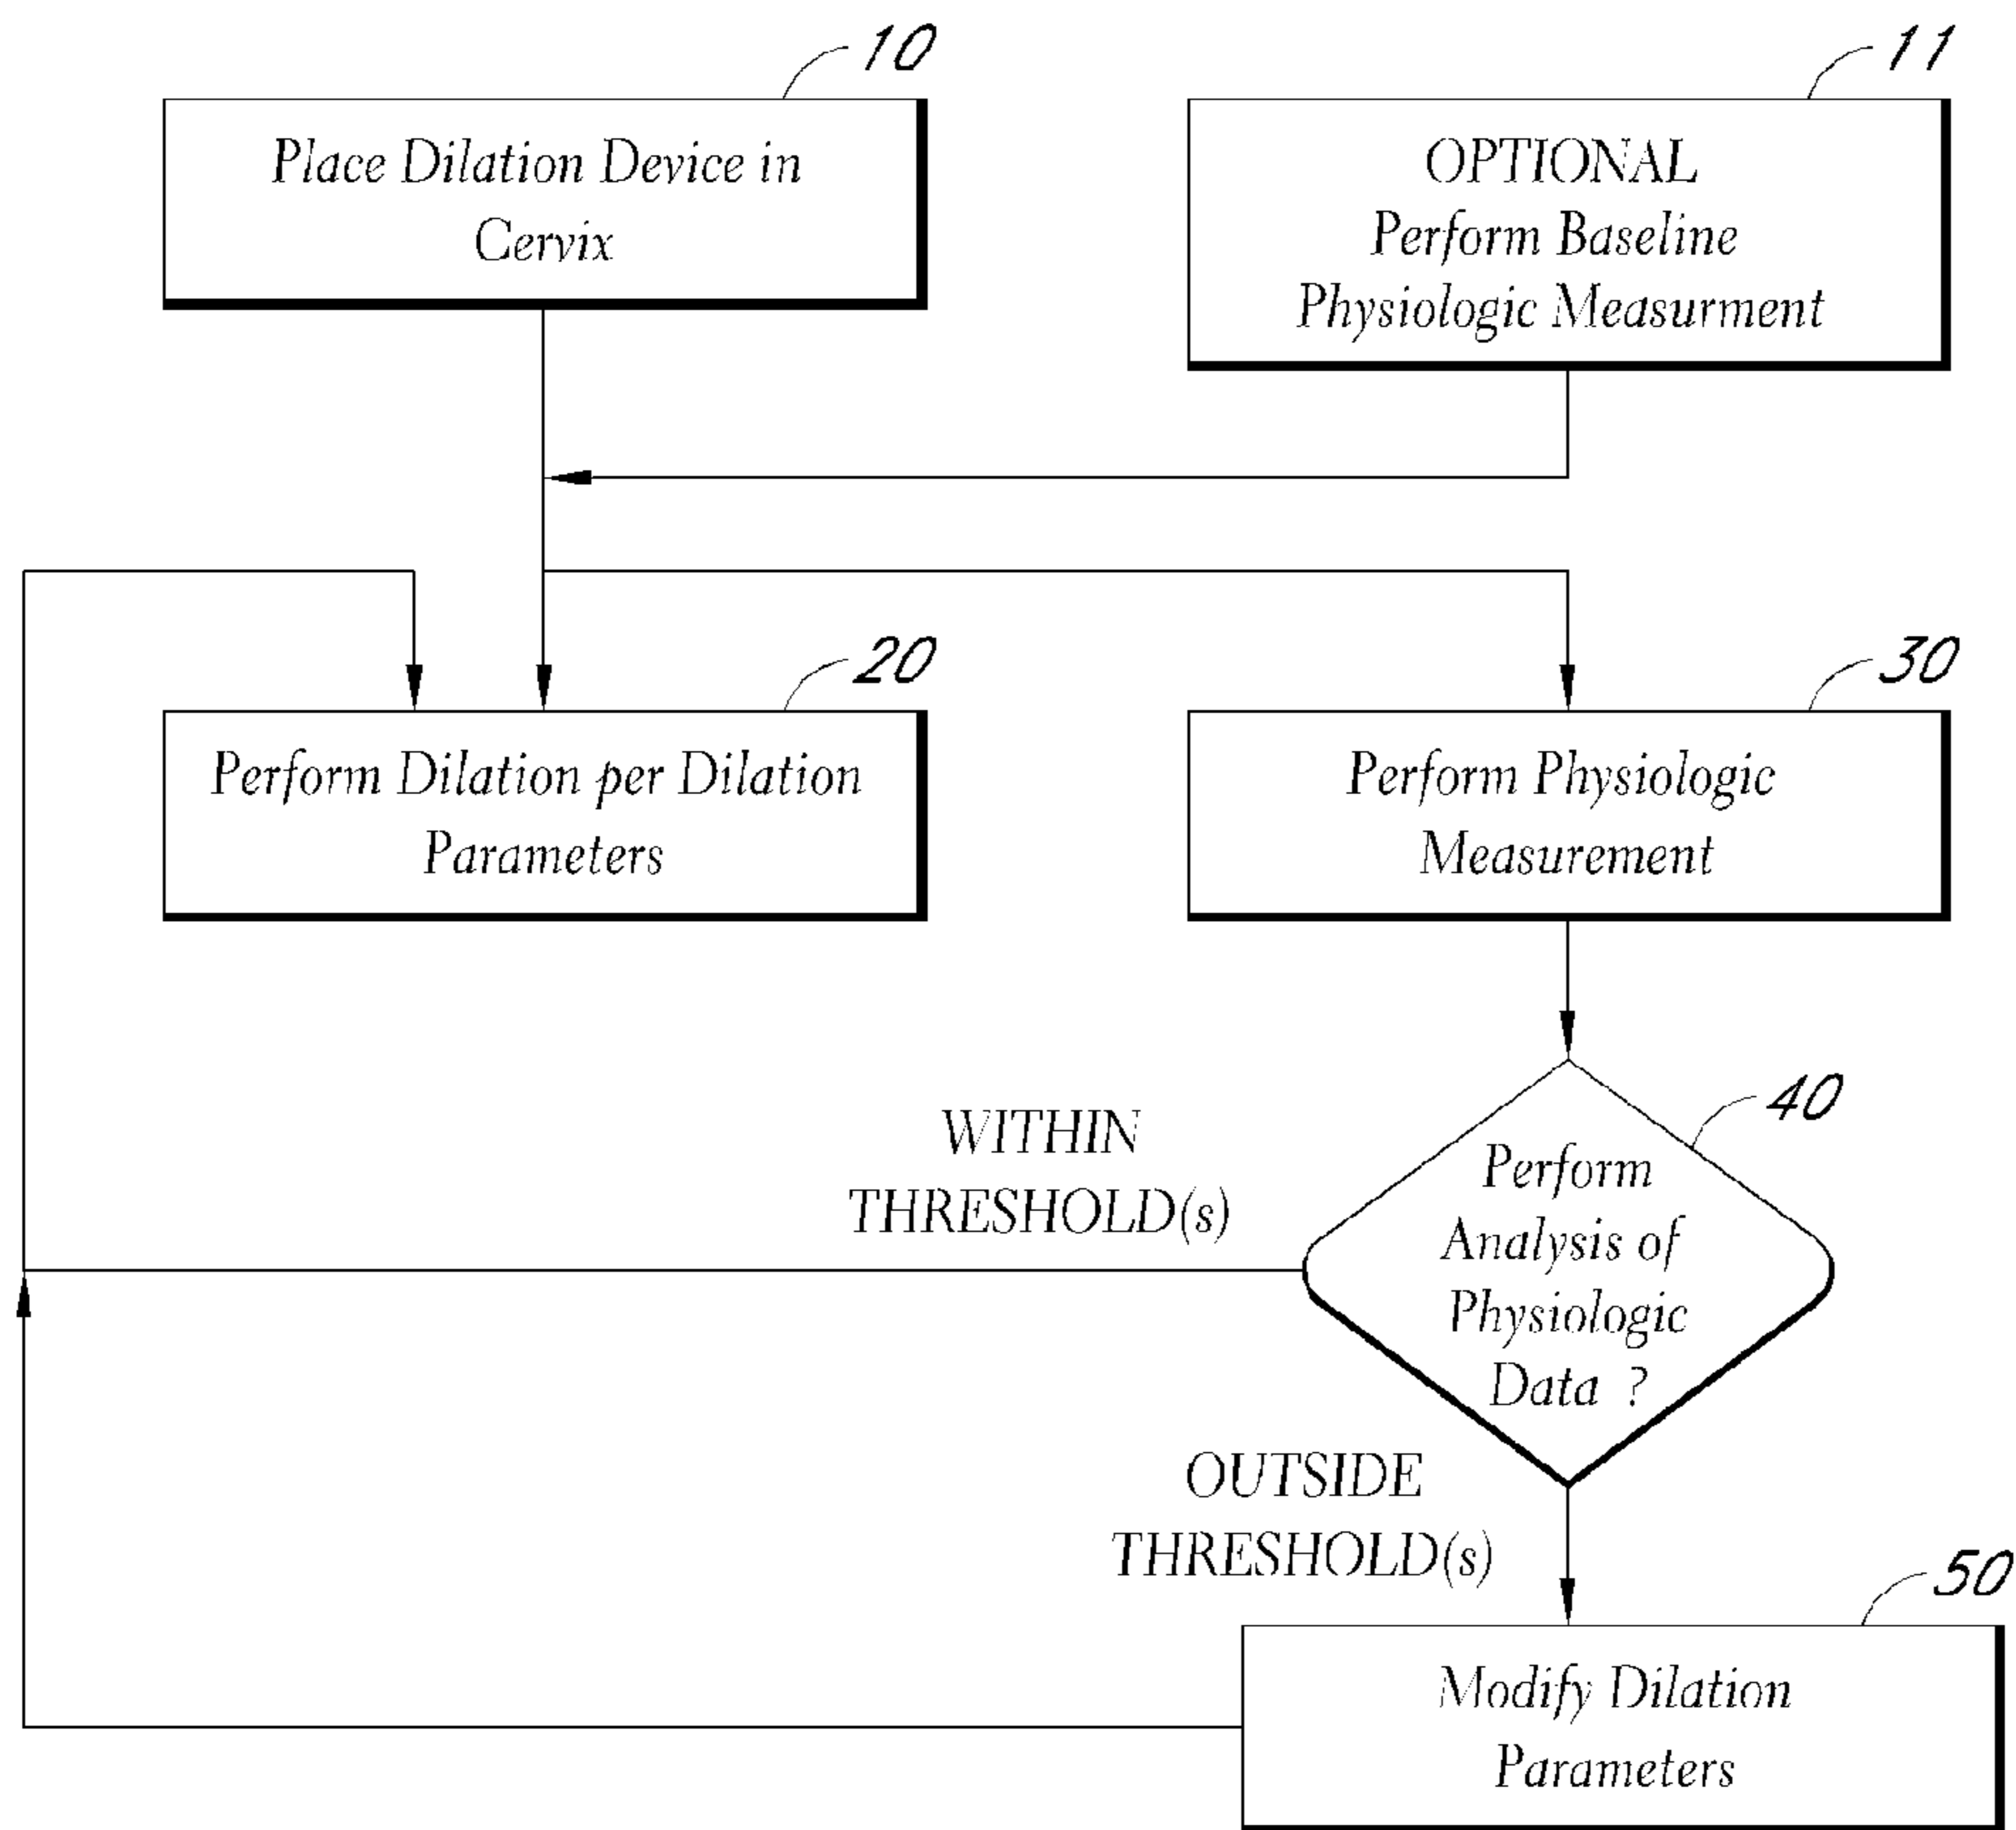 10
Place Dilation Device in
Cervix
11
OPTIONAL
Perform Baseline
Physiologic Measurment
20
Perform Dilation per Dilation
Parameters
30
Perform Physiologic
Measurement
40
Perform
Analysis of
Physiologic
Data ?
WITHIN
THRESHOLD(s)
OUTSIDE
THRESHOLD(s)
50
Modify Dilation
Parameters